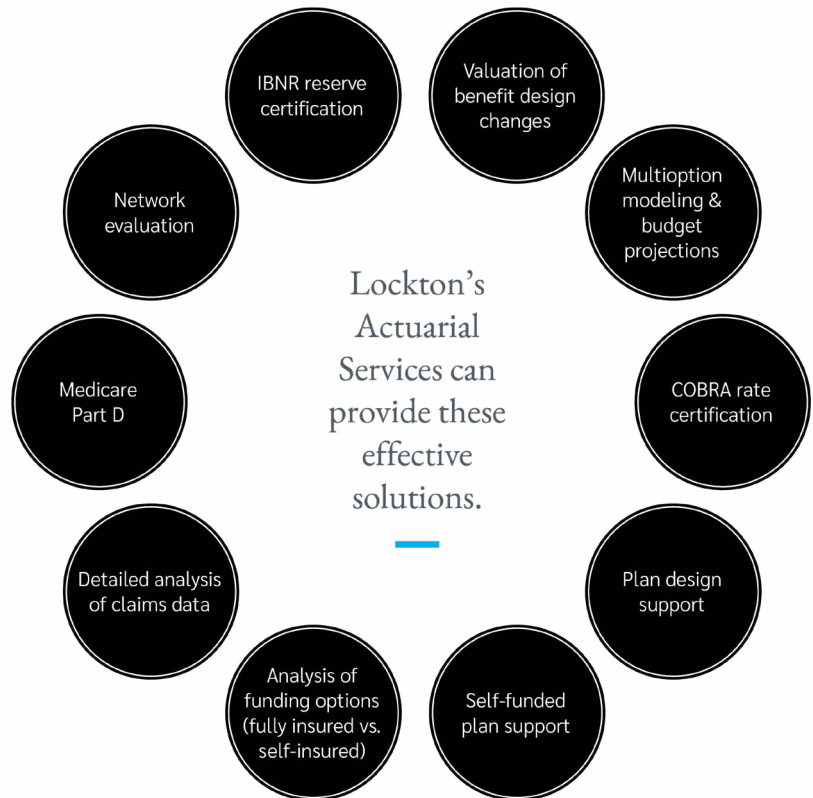 IBNR reserve
certification
Valuation of
benefit design
changes
Network
evaluation
Multioption
modeling &
budget
projections
Lockton’s
Actuarial
Services can
provide these
effective
solutions.
Medicare
Part D
COBRA rate
certification
Detailed analysis
of claims data
Plan design
support
Analysis of
funding options
(fully insured vs.
self-insured)
Self-funded
plan support